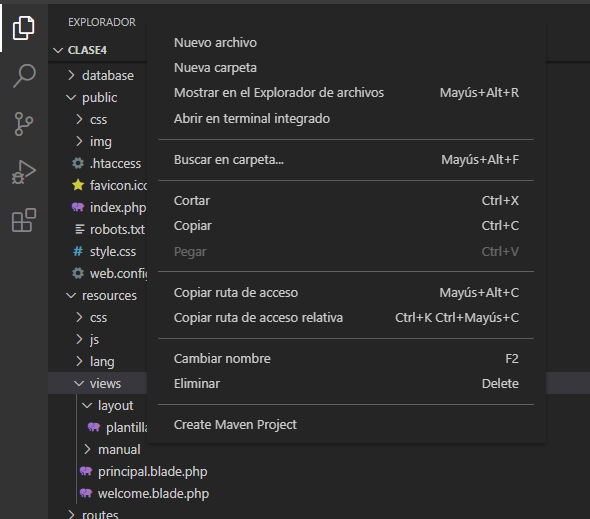 EXPLORADOR
CLASE4
database
public
css
img
.htaccess
favicon.ico
index.php
robots.txt
style.css
web.config
resources
css
js
lang
views
layout
plantilla
manual
principal.blade.php
welcome.blade.php
routes
Nuevo archivo
Nueva carpeta
Mostrar en el Explorador de archivos Mayús+Alt+R
Abrir en terminal integrado
Buscar en carpeta... Mayús+Alt+F
Cortar Ctrl+X
Copiar Ctrl+C
Pegar Ctrl+V
Copiar ruta de acceso Mayús+Alt+C
Copiar ruta de acceso relativa Ctrl+K Ctrl+Mayús+C
Cambiar nombre F2
Eliminar Delete
Create Maven Project